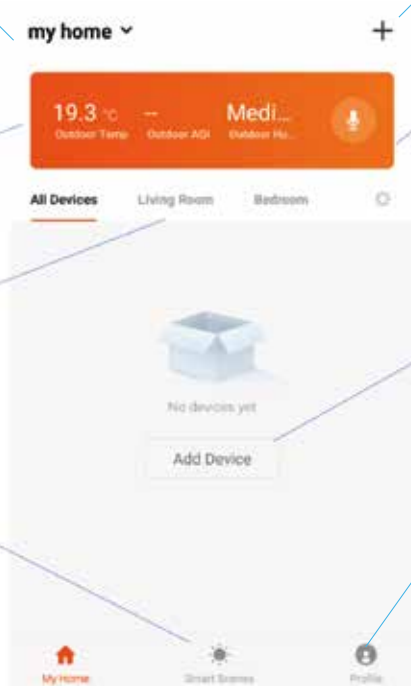 my home
19.3 °C -- Medi...
Outdoor Temp Outdoor AQI Outdoor Hu...
All Devices Living Room Bedroom
No devices yet
Add Device
My Home Smart Scenes Profile